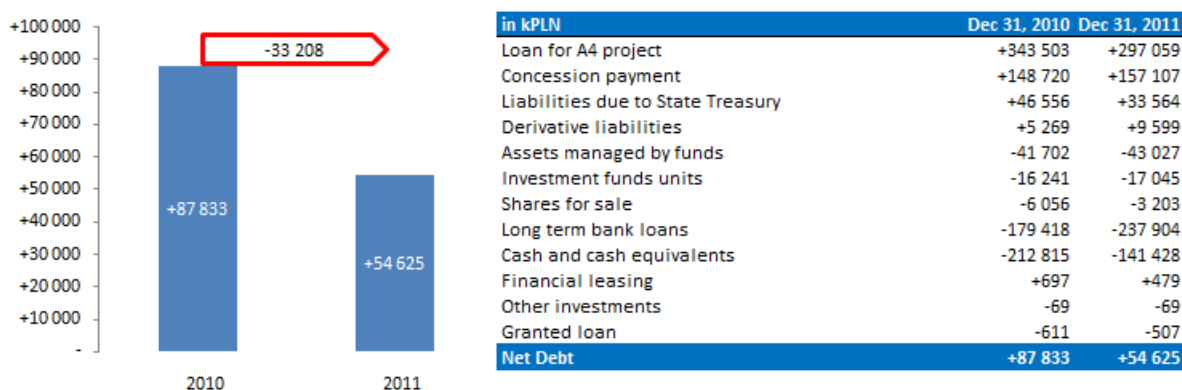 +100 000
+90 000
+80 000
+70 000
+60 000
+50 000
+40 000
+30 000
+20 000
+10 000
-
-33 208
+87 833
+54 625
2010 2011
in kPLN Dec 31, 2010 Dec 31, 2011
Loan for A4 project +343 503 +297 059
Concession payment +148 720 +157 107
Liabilities due to State Treasury +46 556 +33 564
Derivative liabilities +5 269 +9 599
Assets managed by funds -41 702 -43 027
Investment funds units -16 241 -17 045
Shares for sale -6 056 -3 203
Long term bank loans -179 418 -237 904
Cash and cash equivalents -212 815 -141 428
Financial leasing +697 +479
Other investments -69 -69
Granted loan -611 -507
Net Debt +87 833 +54 625